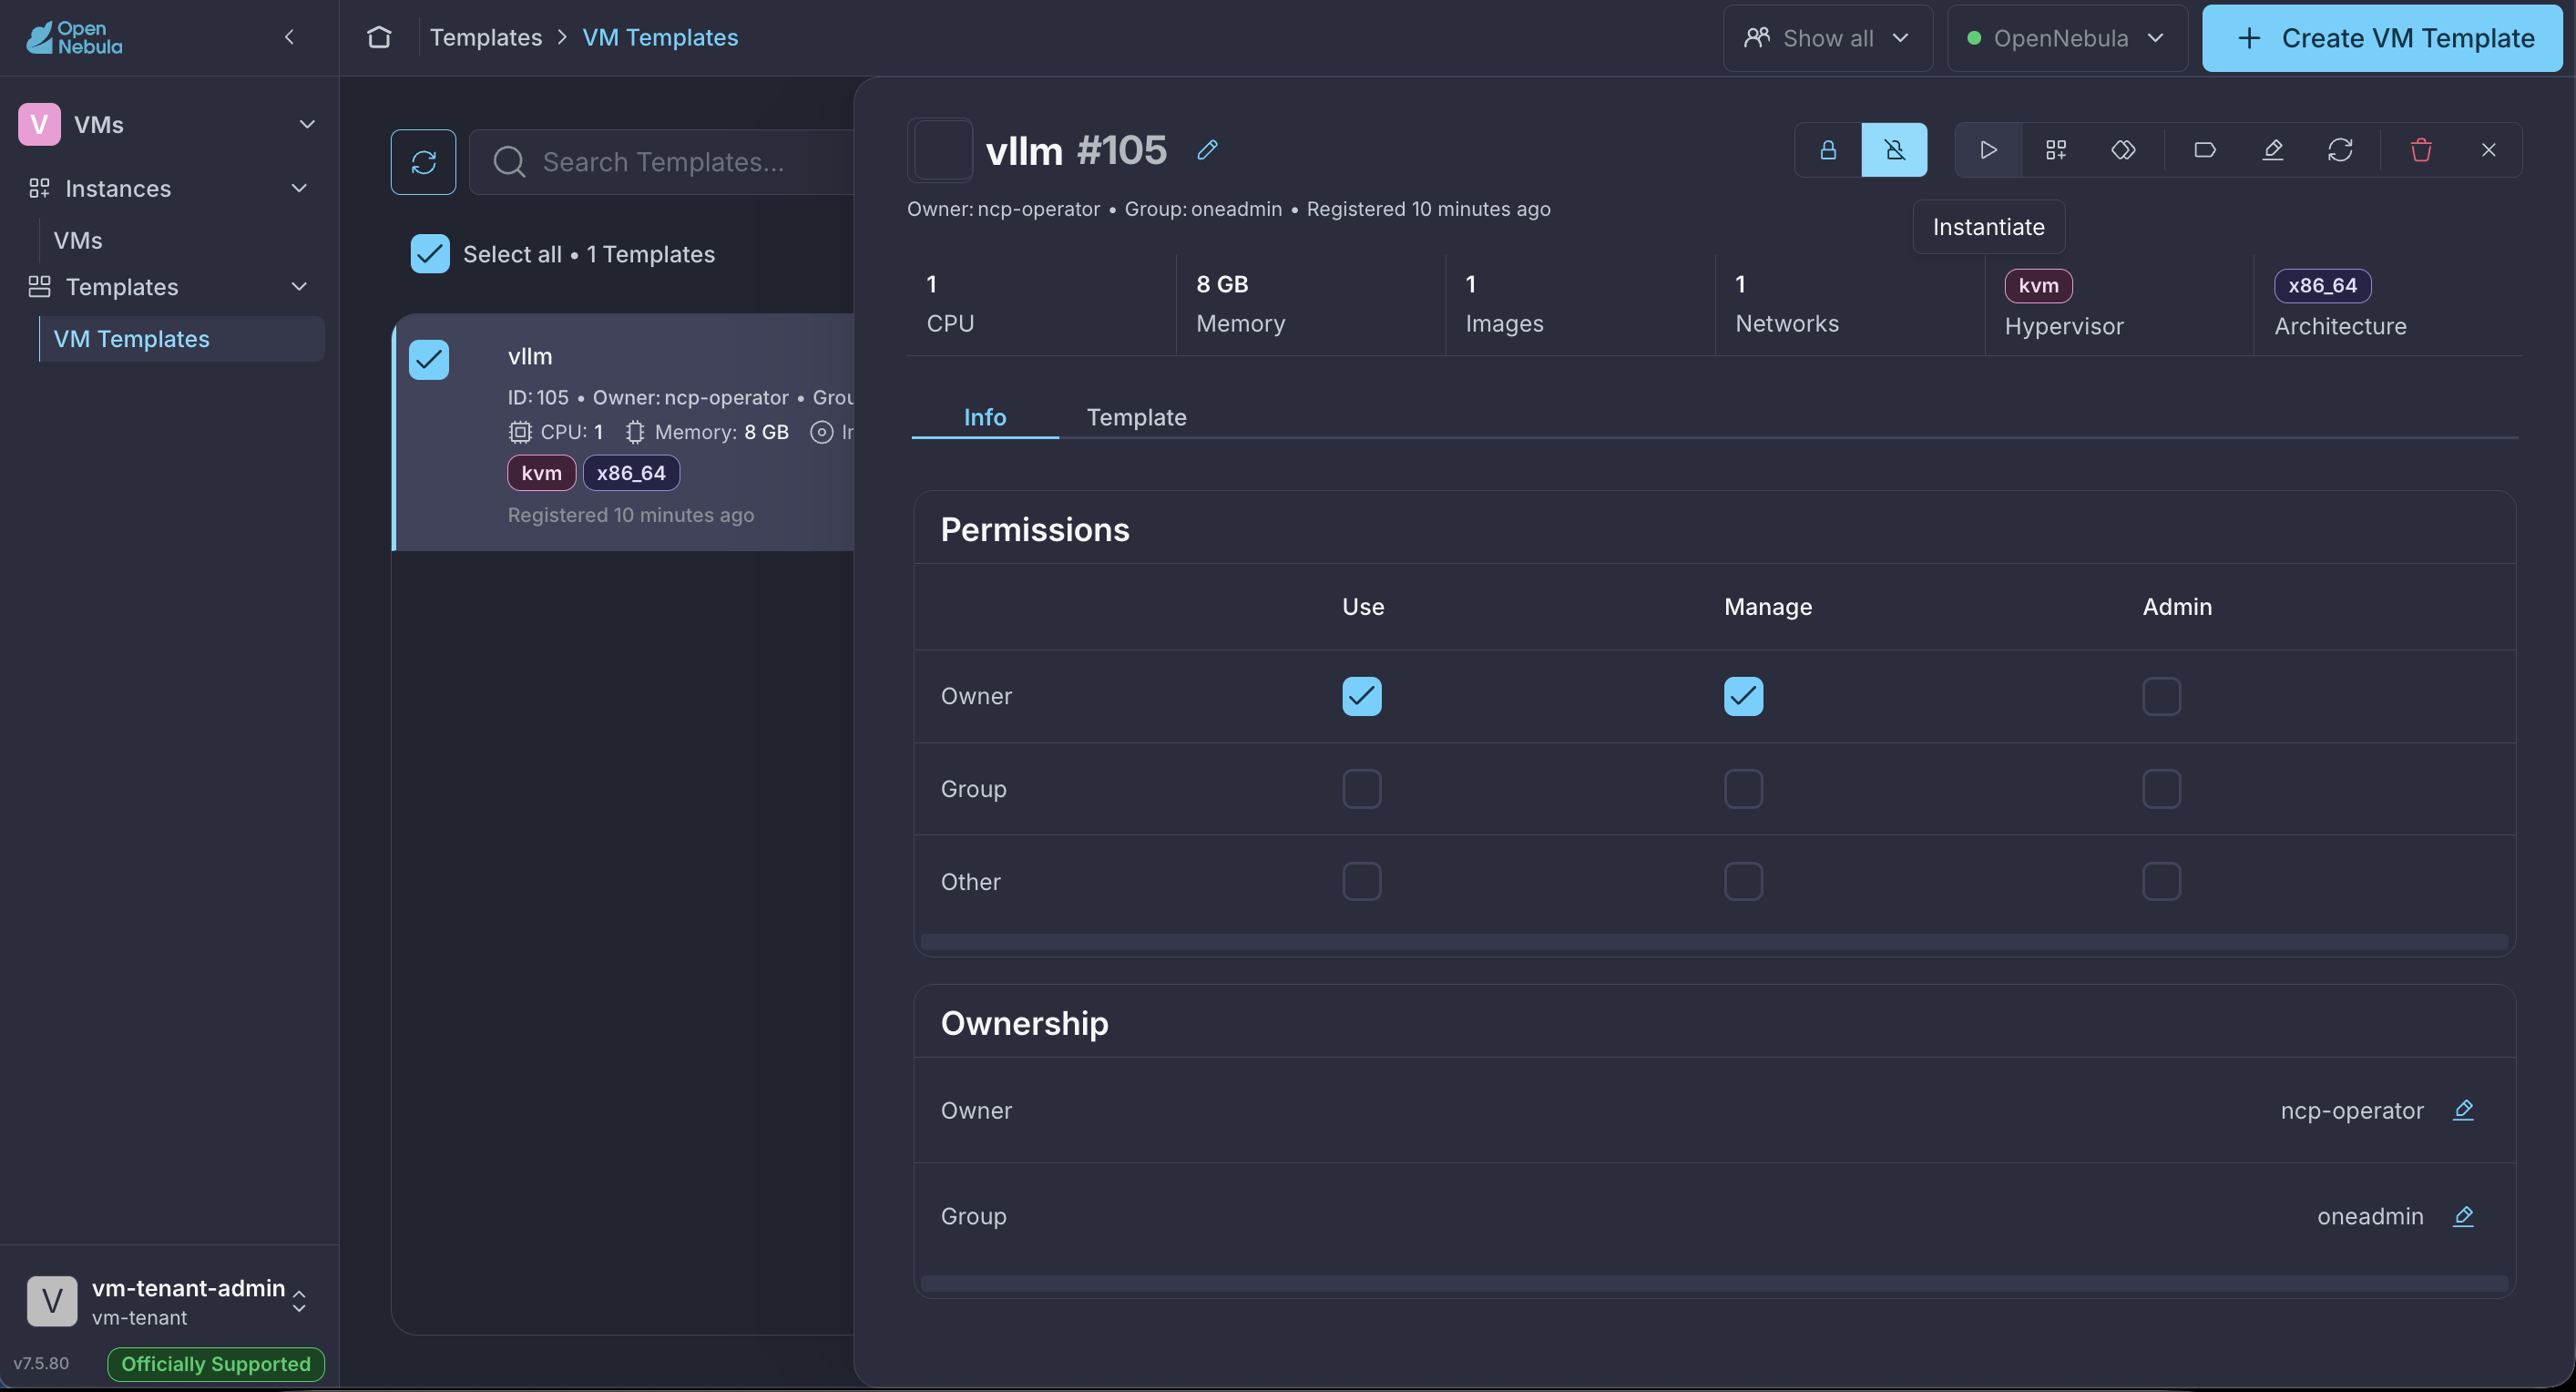 Open
Nebula
Templates > VM Templates
Show all
OpenNebula
+ Create VM Template
V VMs
Instances
VMs
Templates
VM Templates
Search Templates...
Select all • 1 Templates
vllm
ID: 105 • Owner: ncp-operator • Grou
CPU: 1 Memory: 8 GB Ir
kvm x86_64
Registered 10 minutes ago
vllm #105
Owner: ncp-operator • Group: oneadmin • Registered 10 minutes ago
Instantiate
1
CPU
8 GB
Memory
1
Images
1
Networks
kvm
Hypervisor
x86_64
Architecture
Info Template
Permissions
Use Manage Admin
Owner
Group
Other
Ownership
Owner ncp-operator
Group oneadmin
V vm-tenant-admin
vm-tenant
v7.5.80 Officially Supported